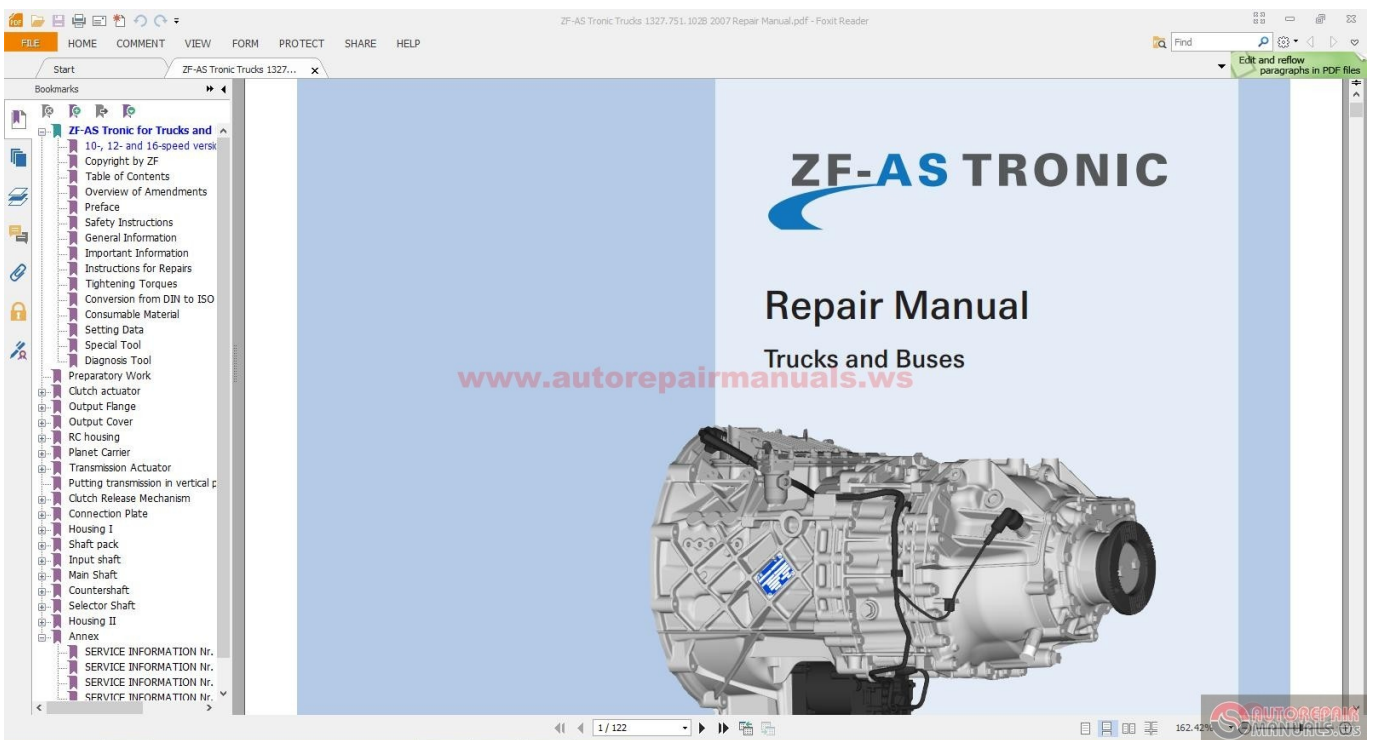 ZF-AS Tronic Trucks 1327.751.102B 2007 Repair Manual.pdf - Foxit Reader
FILE HOME COMMENT VIEW FORM PROTECT SHARE HELP
Find
Start
ZF-AS Tronic Trucks 1327...
Edit and reflow
paragraphs in PDF files
Bookmarks
ZF-AS Tronic for Trucks and
10-, 12- and 16-speed versic
Copyright by ZF
Table of Contents
Overview of Amendments
Preface
Safety Instructions
General Information
Important Information
Instructions for Repairs
Tightening Torques
Conversion from DIN to ISO
Consumable Material
Setting Data
Special Tool
Diagnosis Tool
Preparatory Work
Clutch actuator
Output Flange
Output Cover
RC housing
Planet Carrier
Transmission Actuator
Putting transmission in vertical p
Clutch Release Mechanism
Connection Plate
Housing I
Shaft pack
Input shaft
Main Shaft
Countershaft
Selector Shaft
Housing II
Annex
SERVICE INFORMATION Nr.
SERVICE INFORMATION Nr.
SERVICE INFORMATION Nr.
SERVICE INFORMATION Nr.
ZF-AS TRONIC
Repair Manual
Trucks and Buses
www.autorepairmanuals.ws
1 / 122
162.42%
AUTOREPAIR
MANUALS.WS